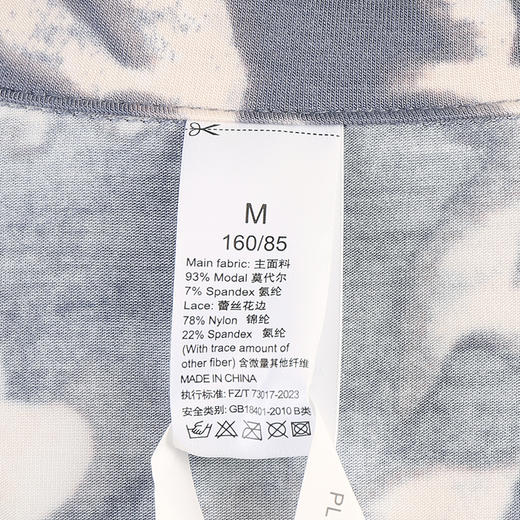 M
160/85
Main fabric: 主面料
93% Modal 莫代尔
7% Spandex 氨纶
Lace: 蕾丝花边
78% Nylon 锦纶
22% Spandex 氨纶
(With trace amount of
other fiber) 含微量其他纤维
MADE IN CHINA
执行标准: FZ/T 73017-2023
安全类别: GB18401-2010 B类
PL